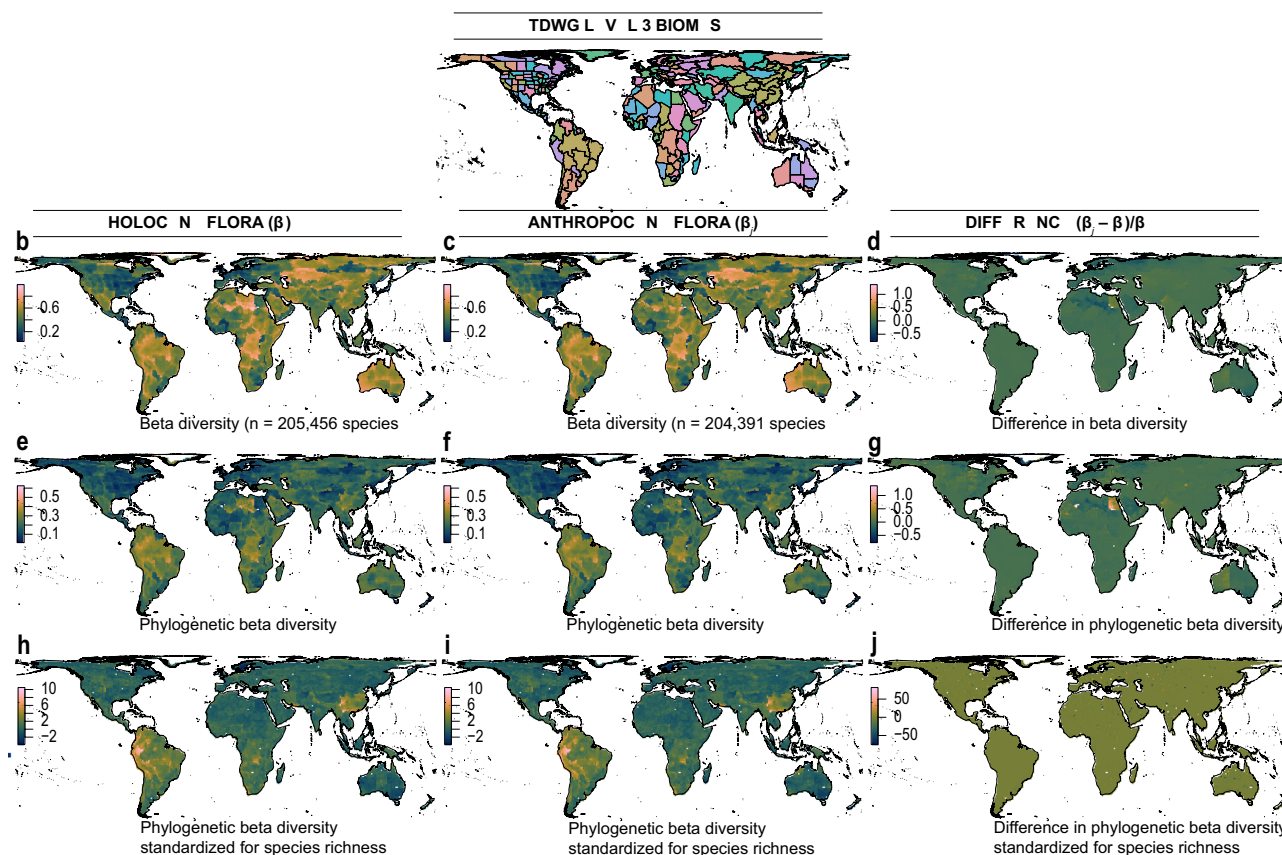 TDWG L V L 3 BIOM S
HOLOC N FLORA (β)
ANTHROPOC N FLORA (βj)
DIFF R NC (βj – β)/β
b
c
d
0.6
0.2
0.6
0.2
1.0
0.5
0.0
−0.5
Beta diversity (n = 205,456 species
Beta diversity (n = 204,391 species
Difference in beta diversity
e
f
g
0.5
0.3
0.1
0.5
0.3
0.1
1.0
0.5
0.0
−0.5
Phylogenetic beta diversity
Phylogenetic beta diversity
Difference in phylogenetic beta diversity
h
i
j
10
6
2
−2
10
6
2
−2
50
0
−50
Phylogenetic beta diversity
standardized for species richness
Phylogenetic beta diversity
standardized for species richness
Difference in phylogenetic beta diversity
standardized for species richness